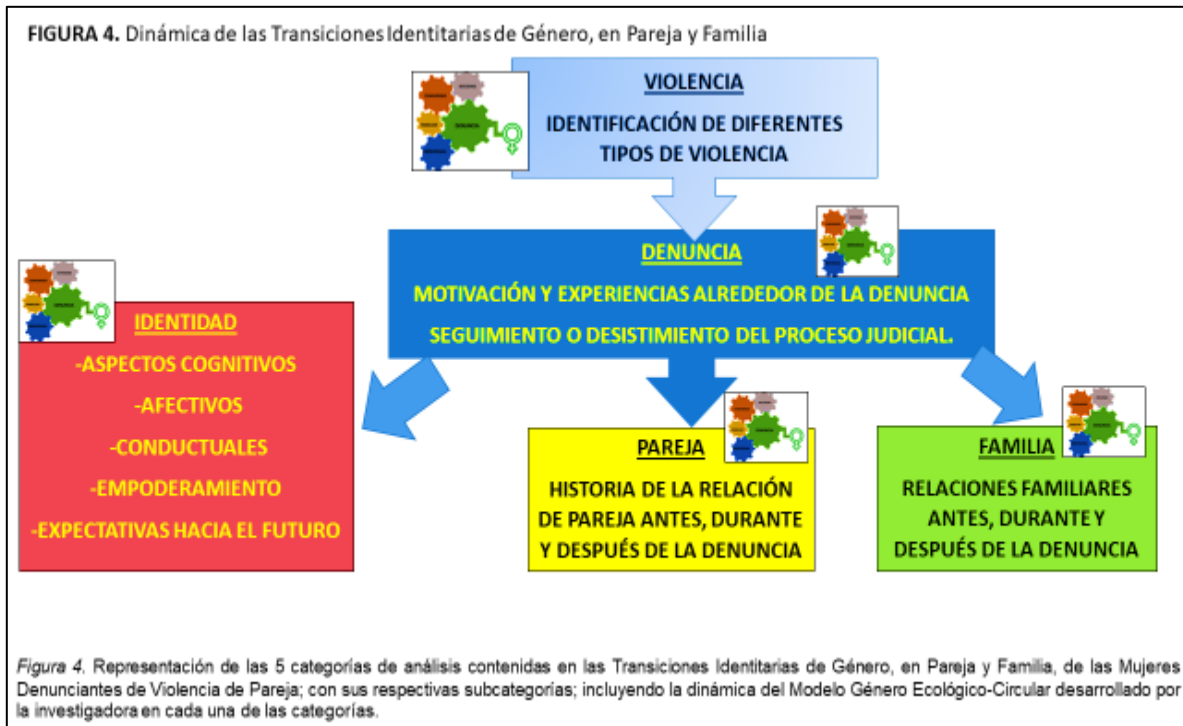 FIGURA 4. Dinámica de las Transiciones Identitarias de Género, en Pareja y Familia
VIOLENCIA
IDENTIFICACIÓN DE DIFERENTES
TIPOS DE VIOLENCIA
DENUNCIA
MOTIVACIÓN Y EXPERIENCIAS ALREDEDOR DE LA DENUNCIA
SEGUIMIENTO O DESISTIMIENTO DEL PROCESO JUDICIAL.
IDENTIDAD
-ASPECTOS COGNITIVOS
-AFECTIVOS
-CONDUCTUALES
-EMPODERAMIENTO
-EXPECTATIVAS HACIA EL FUTURO
PAREJA
HISTORIA DE LA RELACIÓN
DE PAREJA ANTES, DURANTE
Y DESPUÉS DE LA DENUNCIA
FAMILIA
RELACIONES FAMILIARES
ANTES, DURANTE Y
DESPUÉS DE LA DENUNCIA
Figura 4. Representación de las 5 categorías de análisis contenidas en las Transiciones Identitarias de Género, en Pareja y Familia, de las Mujeres
Denunciantes de Violencia de Pareja; con sus respectivas subcategorías; incluyendo la dinámica del Modelo Género Ecológico-Circular desarrollado por
la investigadora en cada una de las categorías.